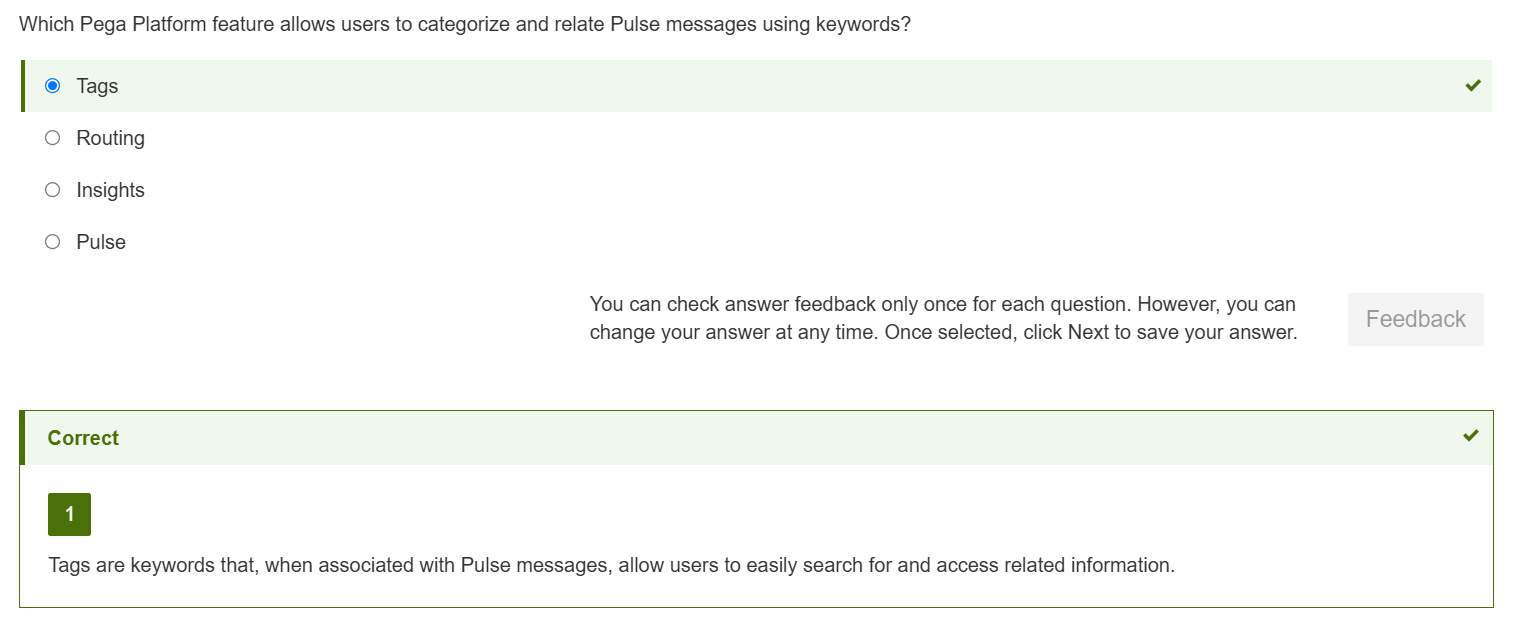 Which Pega Platform feature allows users to categorize and relate Pulse messages using keywords?
Tags
Routing
Insights
Pulse
You can check answer feedback only once for each question. However, you can
change your answer at any time. Once selected, click Next to save your answer.
Feedback
Correct
1
Tags are keywords that, when associated with Pulse messages, allow users to easily search for and access related information.